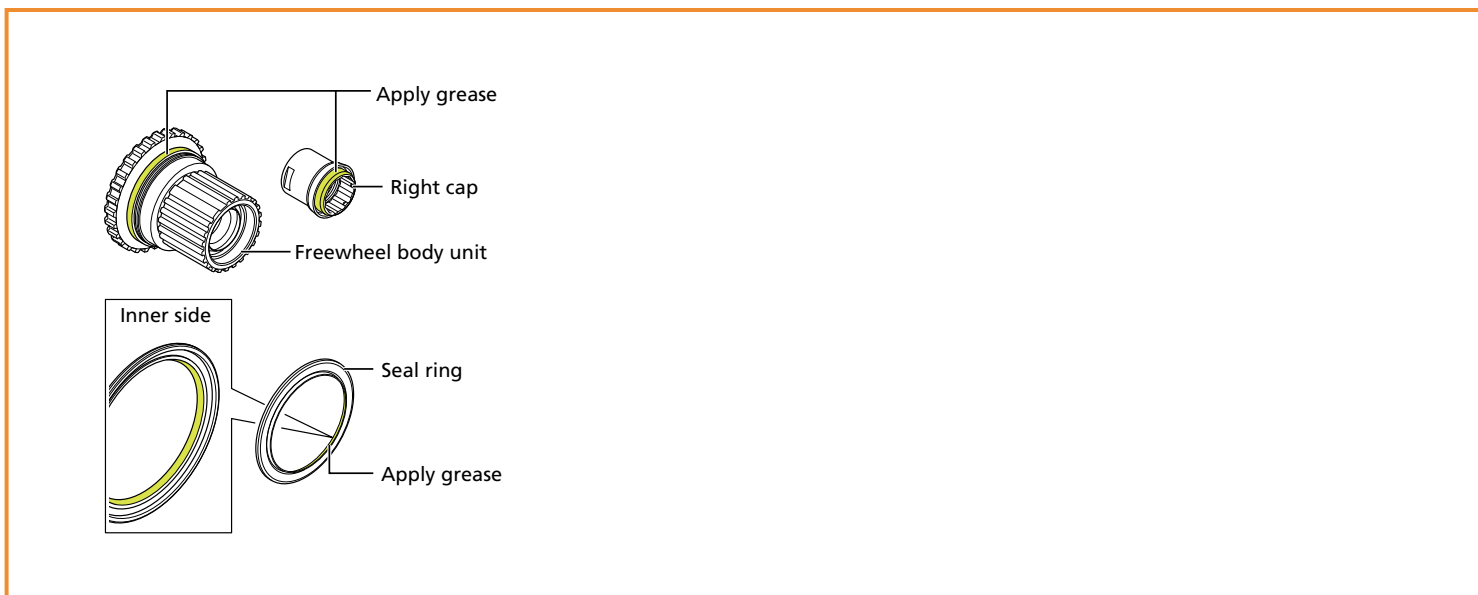 Apply grease
Right cap
Freewheel body unit
Inner side
Seal ring
Apply grease